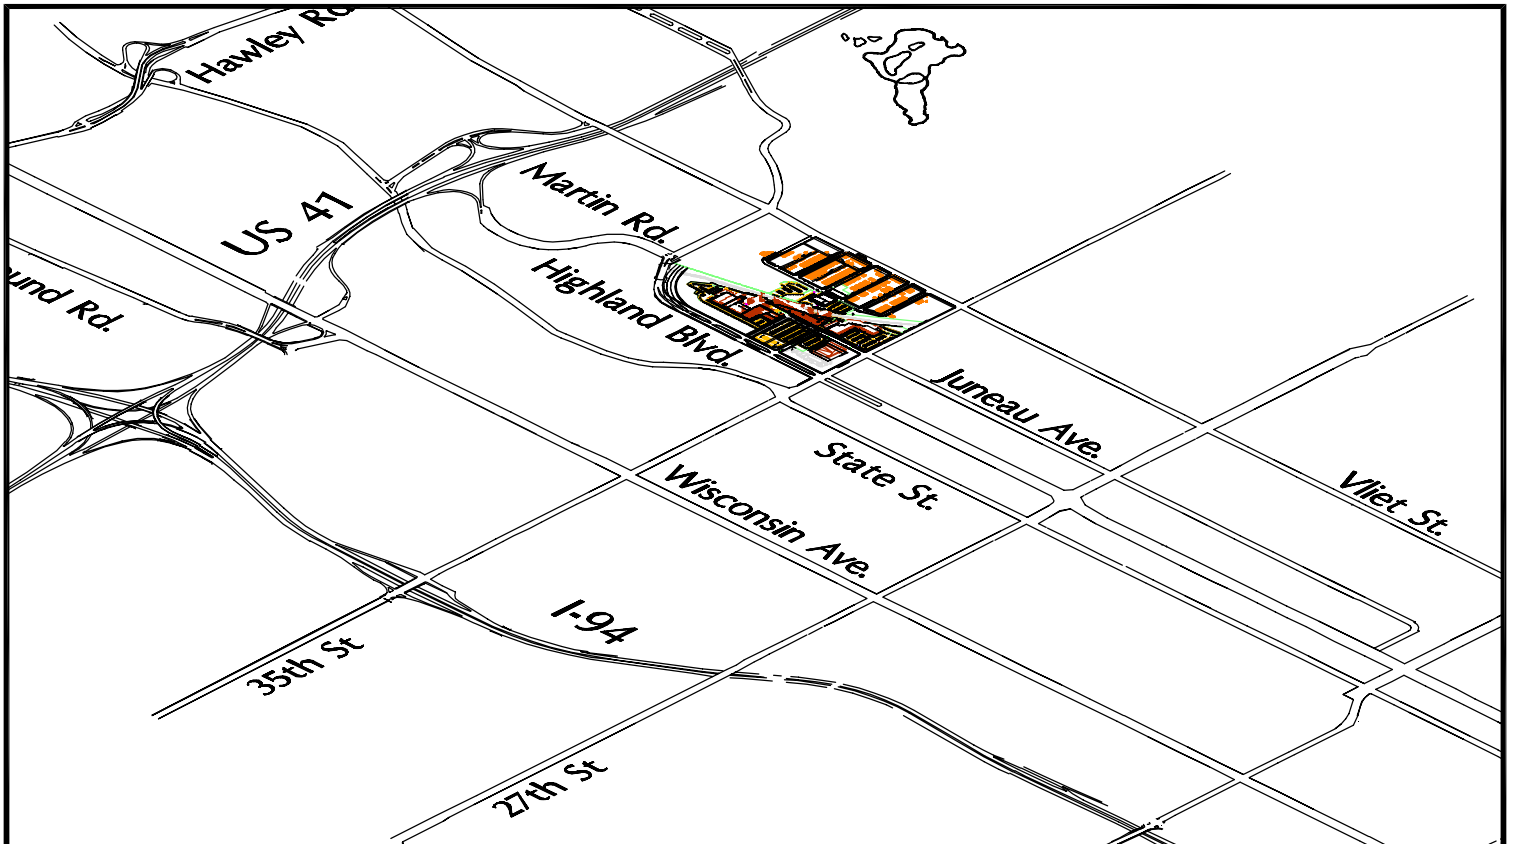 Hawley Rd
US 41
Martin Rd.
Highland Blvd.
und Rd.
Juneau Ave.
State St.
Wisconsin Ave.
Vliet St.
I-94
35th St
27th St